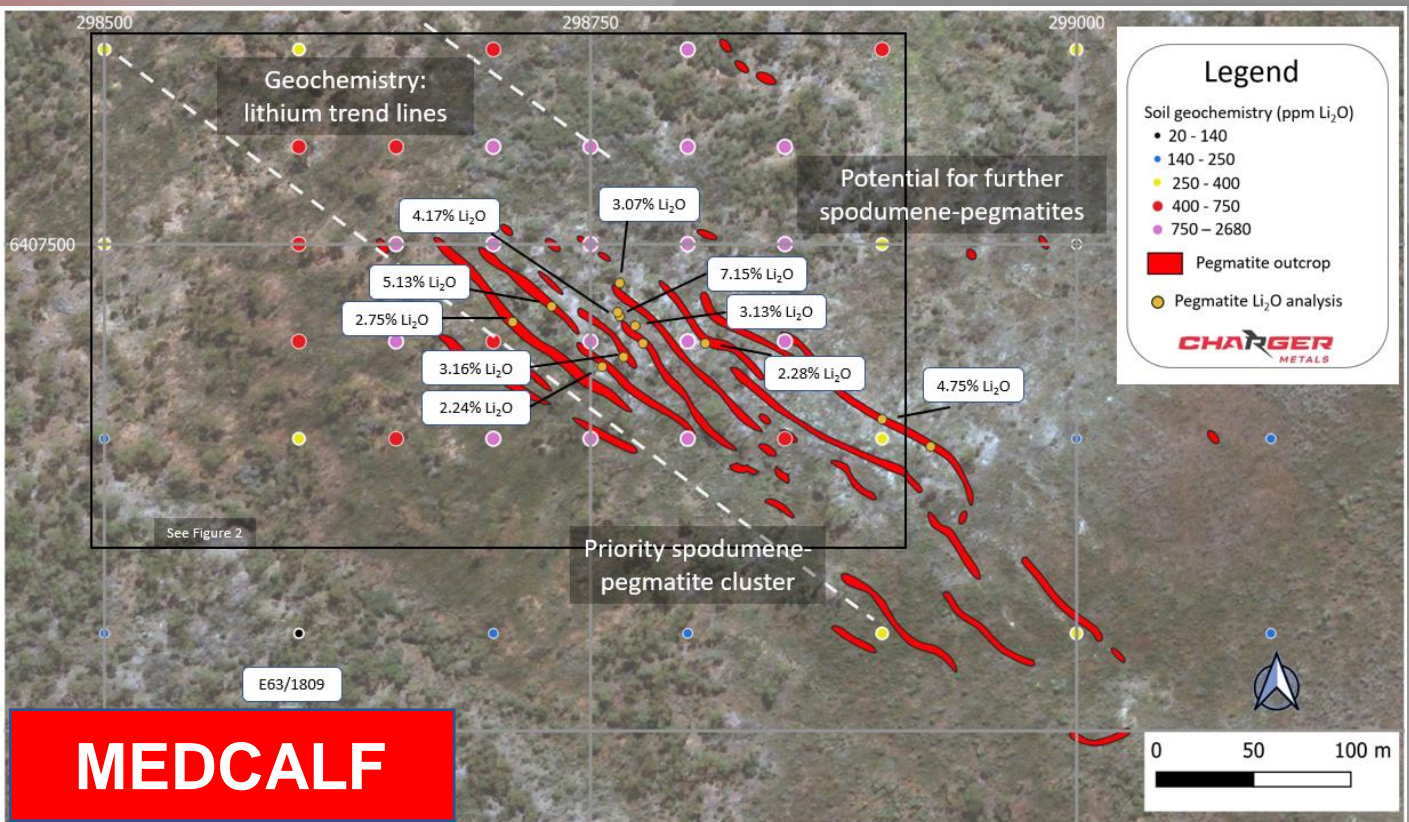 298500
298750
299000
Geochemistry:
lithium trend lines
Potential for further
spodumene-pegmatites
4.17% Li₂O
3.07% Li₂O
6407500
5.13% Li₂O
7.15% Li₂O
2.75% Li₂O
3.13% Li₂O
3.16% Li₂O
2.28% Li₂O
2.24% Li₂O
4.75% Li₂O
See Figure 2
Priority spodumene-
pegmatite cluster
E63/1809
MEDCALF
Legend
Soil geochemistry (ppm Li₂O)
20 - 140
140 - 250
250 - 400
400 - 750
750 – 2680
Pegmatite outcrop
Pegmatite Li₂O analysis
CHARGER
METALS
0 50 100 m